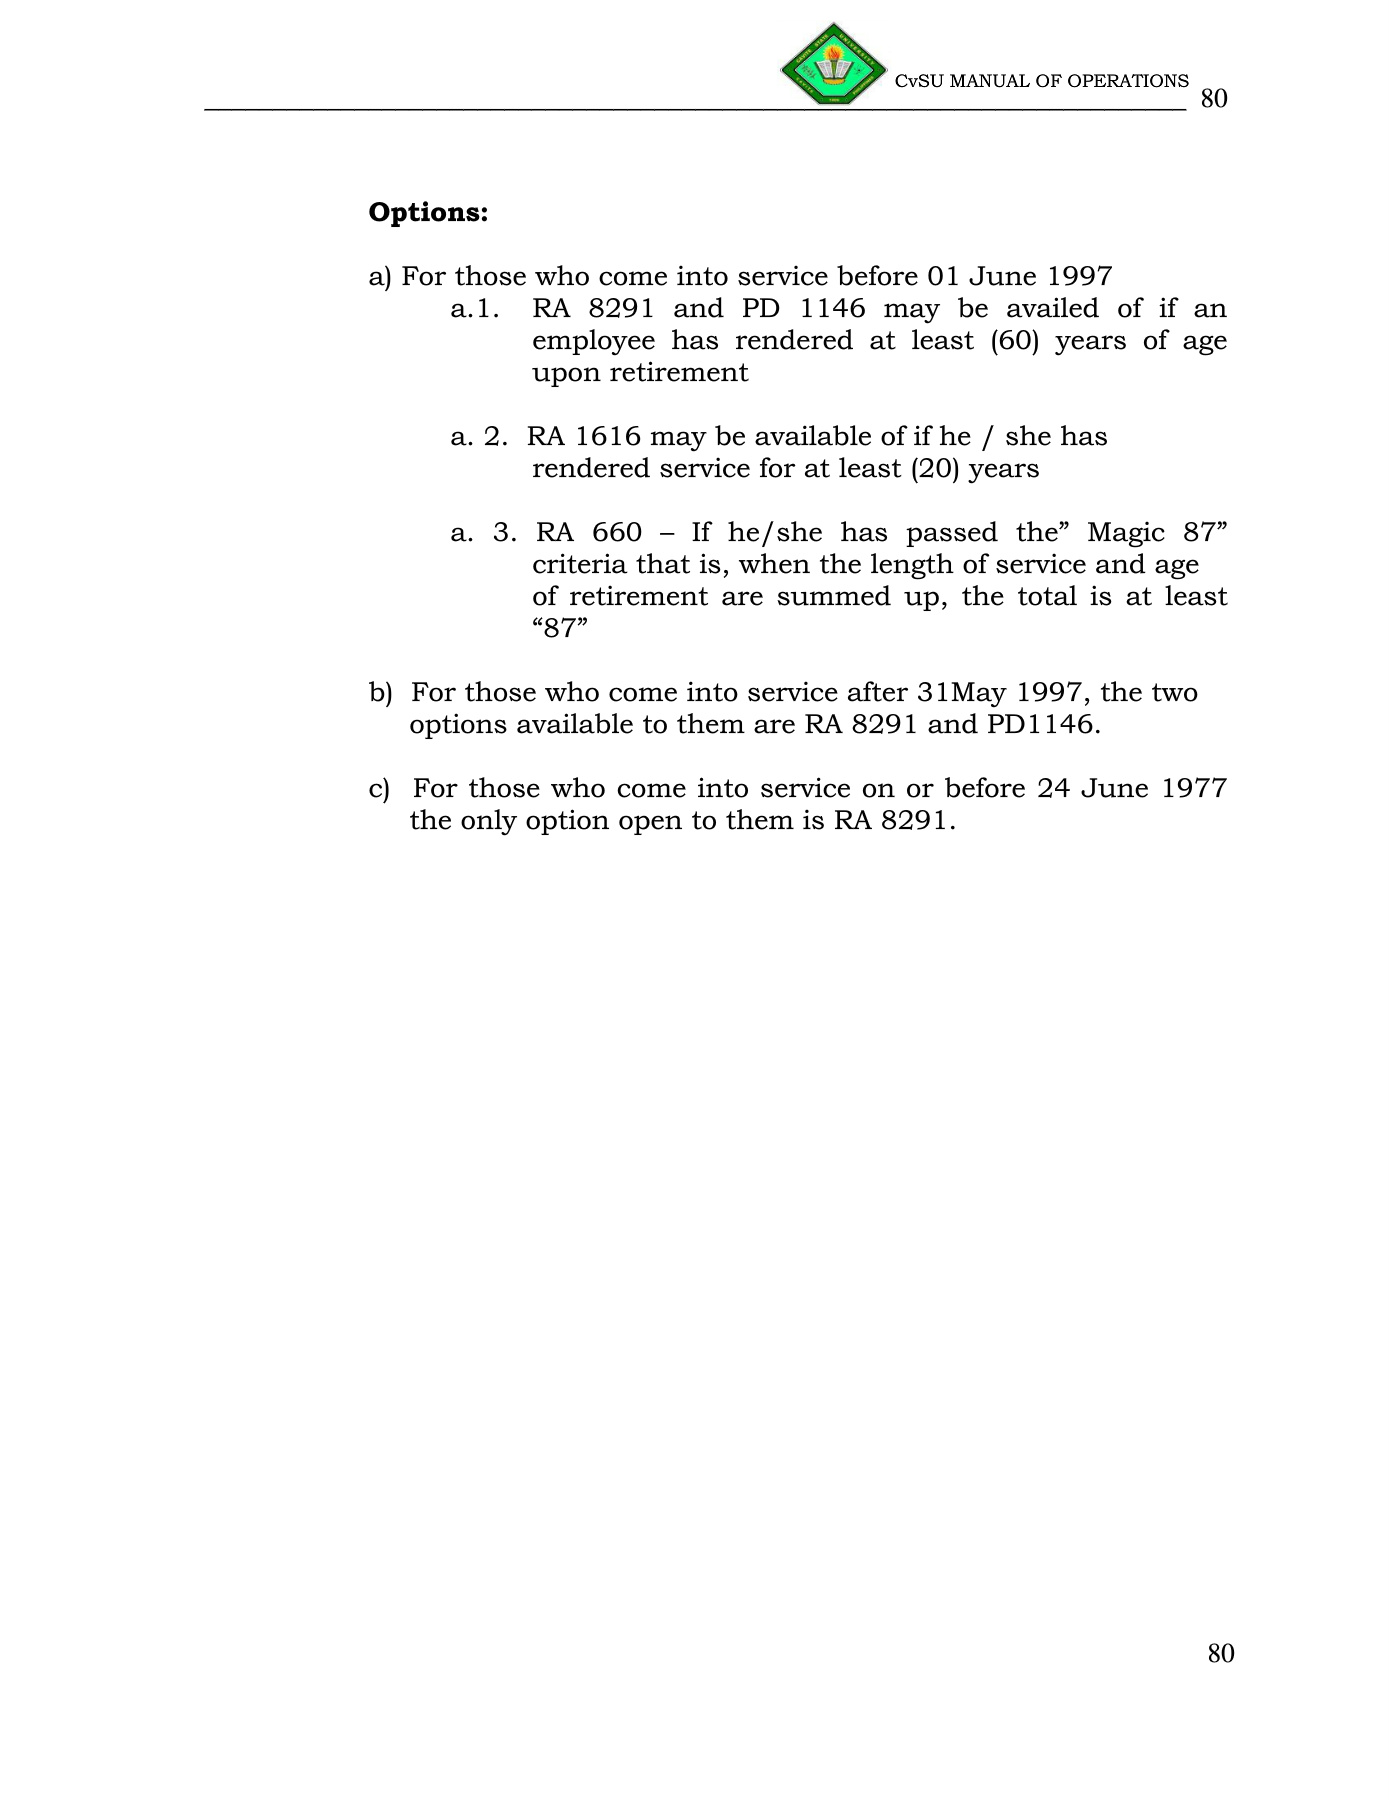 CvSU MANUAL OF OPERATIONS 80
Options:
a) For those who come into service before 01 June 1997
a.1. RA 8291 and PD 1146 may be availed of if an
employee has rendered at least (60) years of age
upon retirement
a. 2. RA 1616 may be available of if he / she has
rendered service for at least (20) years
a. 3. RA 660 – If he/she has passed the” Magic 87”
criteria that is, when the length of service and age
of retirement are summed up, the total is at least
“87”
b) For those who come into service after 31May 1997, the two
options available to them are RA 8291 and PD1146.
c) For those who come into service on or before 24 June 1977
the only option open to them is RA 8291.
80